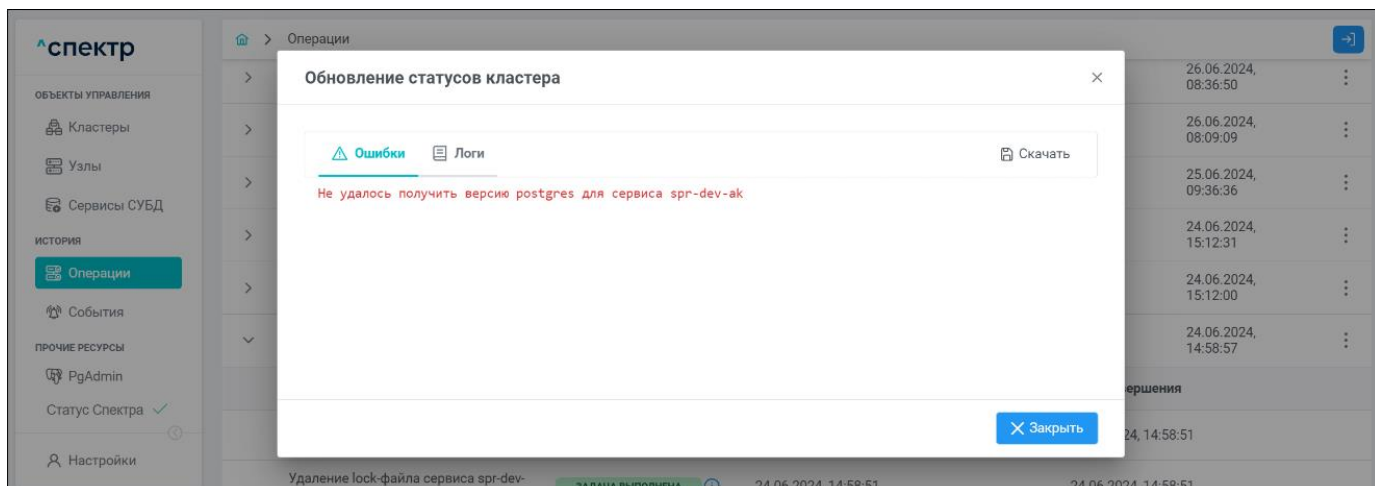 ^спектр
Операции
ОБЪЕКТЫ УПРАВЛЕНИЯ
Кластеры
Узлы
Сервисы СУБД
ИСТОРИЯ
Операции
События
ПРОЧИЕ РЕСУРСЫ
PgAdmin
Статус Спектра
Настройки
Обновление статусов кластера
Ошибки
Логи
Скачать
Не удалось получить версию postgres для сервиса spr-dev-ak
Закрыть
26.06.2024,
08:36:50
26.06.2024,
08:09:09
25.06.2024,
09:36:36
24.06.2024,
15:12:31
24.06.2024,
15:12:00
24.06.2024,
14:58:57
ершения
24, 14:58:51
Удаление lock-файла сервиса spr-dev-
ЗАДАЧА ВЫПОЛНЕНА
24.06.2024, 14:58:51
24.06.2024, 14:58:51